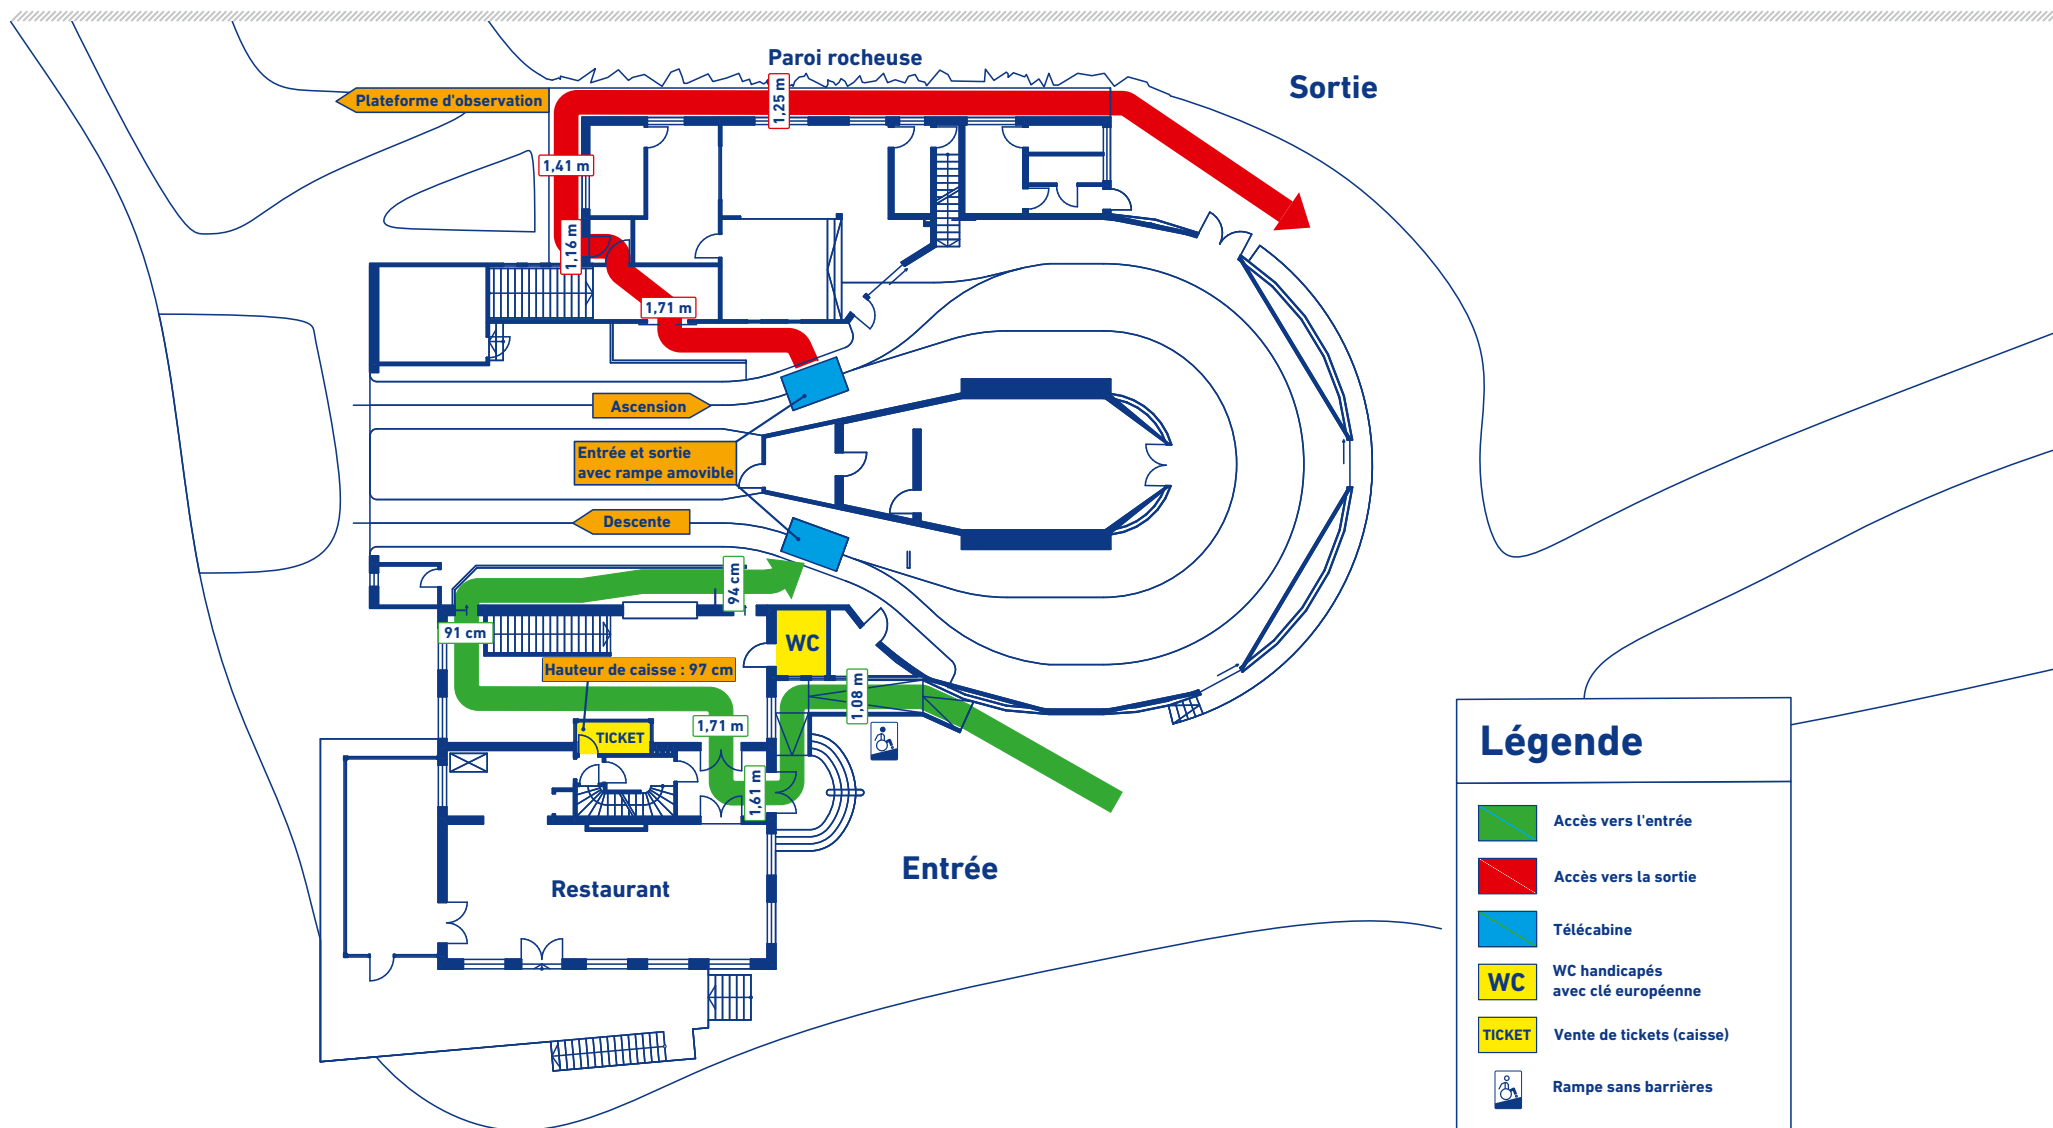 Paroi rocheuse
Sortie
Plateforme d'observation
1,25 m
1,41 m
1,16 m
1,71 m
Ascension
Entrée et sortie
avec rampe amovible
Descente
94 cm
91 cm
WC
Hauteur de caisse : 97 cm
1,08 m
1,71 m
TICKET
1,61 m
Entrée
Restaurant
Légende
Accès vers l'entrée
Accès vers la sortie
Télécabine
WC
WC handicapés
avec clé européenne
TICKET
Vente de tickets (caisse)
Rampe sans barrières